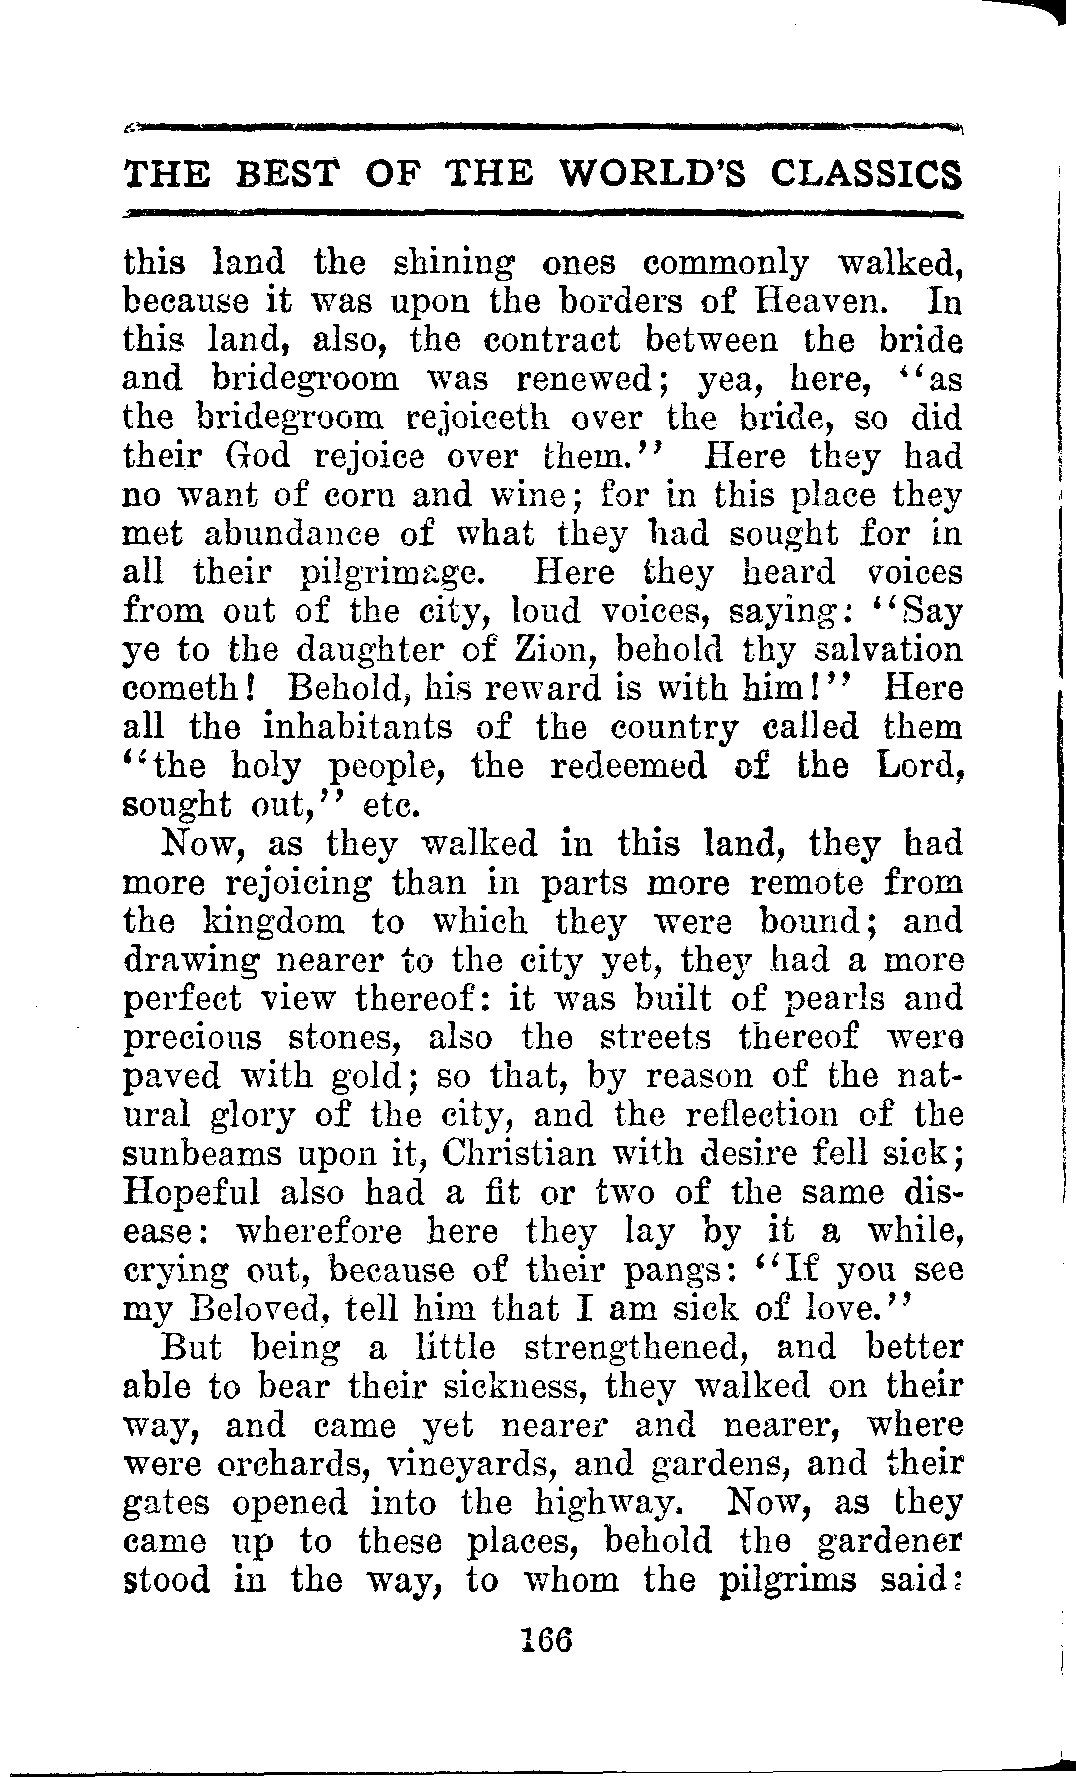 THE BEST OF THE WORLD'S CLASSICS
this land the shining ones commonly walked,
because it was upon the borders of Heaven. In
this land, also, the contract between the bride
and bridegroom was renewed; yea, here, "as
the bridegroom rejoiceth over the bride, so did
their God rejoice over them." Here they had
no want of corn and wine; for in this place they
met abundance of what they had sought for in
all their pilgrimage. Here they heard voices
from out of the city, loud voices, saying: "Say
ye to the daughter of Zion, behold thy salvation
cometh! Behold, his reward is with him!" Here
all the inhabitants of the country called them
"the holy people, the redeemed of the Lord,
sought out," etc.
Now, as they walked in this land, they had
more rejoicing than in parts more remote from
the kingdom to which they were bound; and
drawing nearer to the city yet, they had a more
perfect view thereof: it was built of pearls and
precious stones, also the streets thereof were
paved with gold; so that, by reason of the nat-
ural glory of the city, and the reflection of the
sunbeams upon it, Christian with desire fell sick;
Hopeful also had a fit or two of the same dis-
ease: wherefore here they lay by it a while,
crying out, because of their pangs: "If you see
my Beloved, tell him that I am sick of love."
But being a little strengthened, and better
able to bear their sickness, they walked on their
way, and came yet nearer and nearer, where
were orchards, vineyards, and gardens, and their
gates opened into the highway. Now, as they
came up to these places, behold the gardener
stood in the way, to whom the pilgrims said:
166